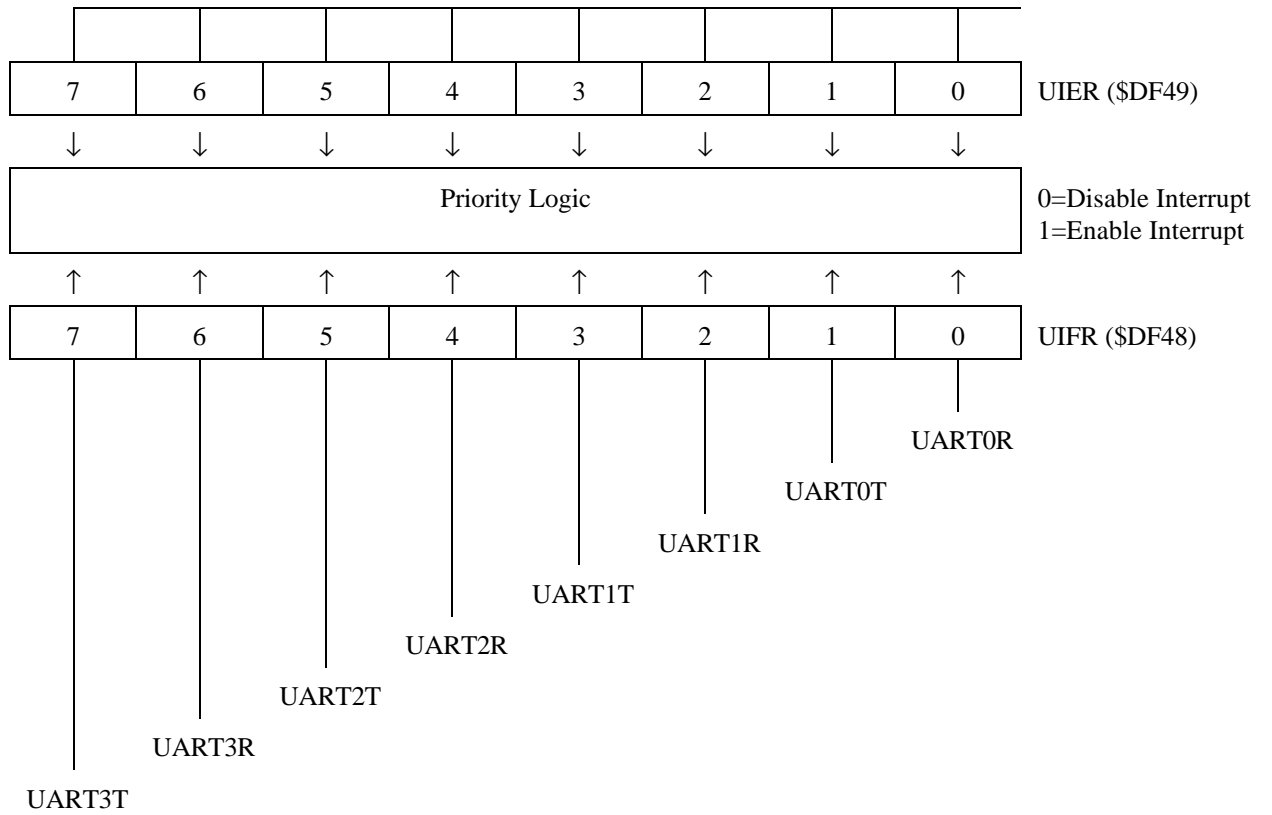 7 6 5 4 3 2 1 0 UIER ($DF49)
↓ ↓ ↓ ↓ ↓ ↓ ↓ ↓
Priority Logic 0=Disable Interrupt
1=Enable Interrupt
↑ ↑ ↑ ↑ ↑ ↑ ↑ ↑
7 6 5 4 3 2 1 0 UIFR ($DF48)
UART0R
UART0T
UART1R
UART1T
UART2R
UART2T
UART3R
UART3T